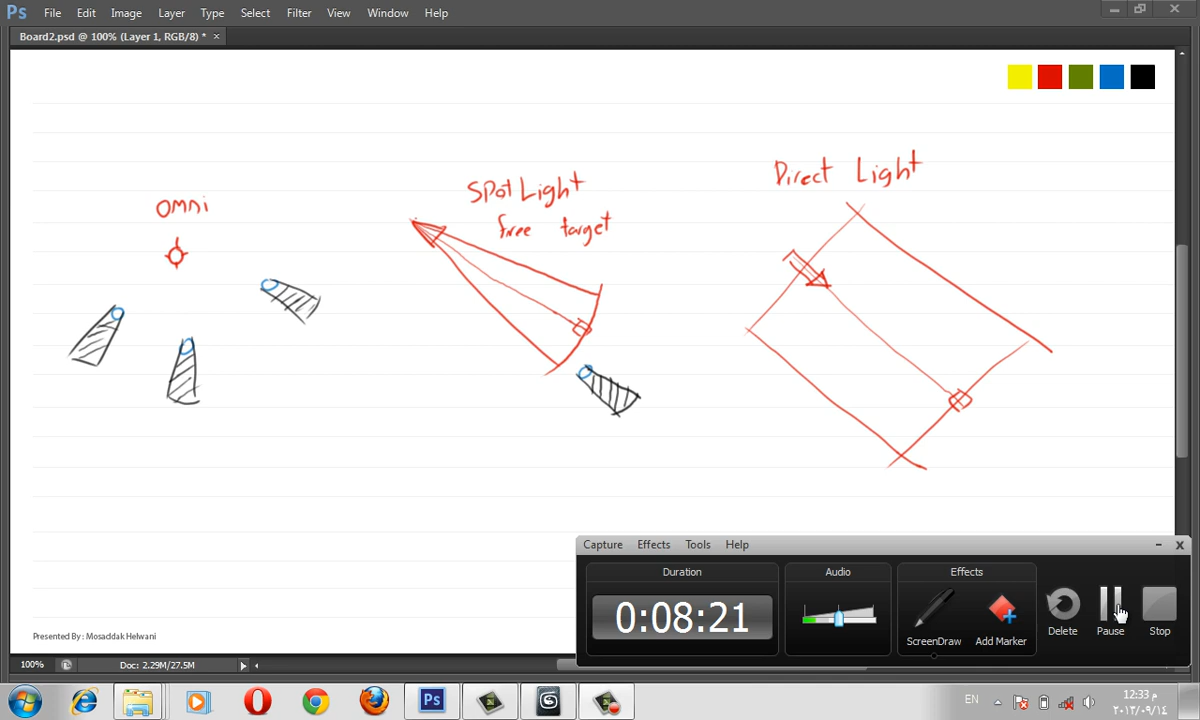 Ps File Edit Image Layer Type Select Filter View Window Help
Board2.psd @ 100% (Layer 1, RGB/8) * ×
Direct Light
SPotLight
free target
omni
Capture Effects Tools Help
Duration Audio Effects
0:08:21
ScreenDraw Add Marker Delete Pause Stop
Presented By : Mosaddak Helwani
100% Doc: 2.29M/27.5M
Ps
EN
12:33 م
٢٠١٣/٠٩/١٤